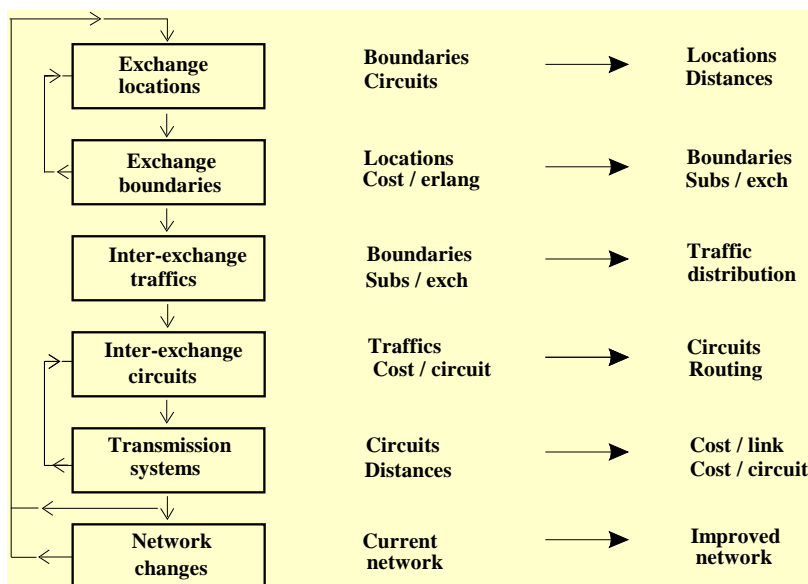 Exchange
locations
Boundaries
Circuits
Locations
Distances
Exchange
boundaries
Locations
Cost / erlang
Boundaries
Subs / exch
Inter-exchange
traffics
Boundaries
Subs / exch
Traffic
distribution
Inter-exchange
circuits
Traffics
Cost / circuit
Circuits
Routing
Transmission
systems
Circuits
Distances
Cost / link
Cost / circuit
Network
changes
Current
network
Improved
network